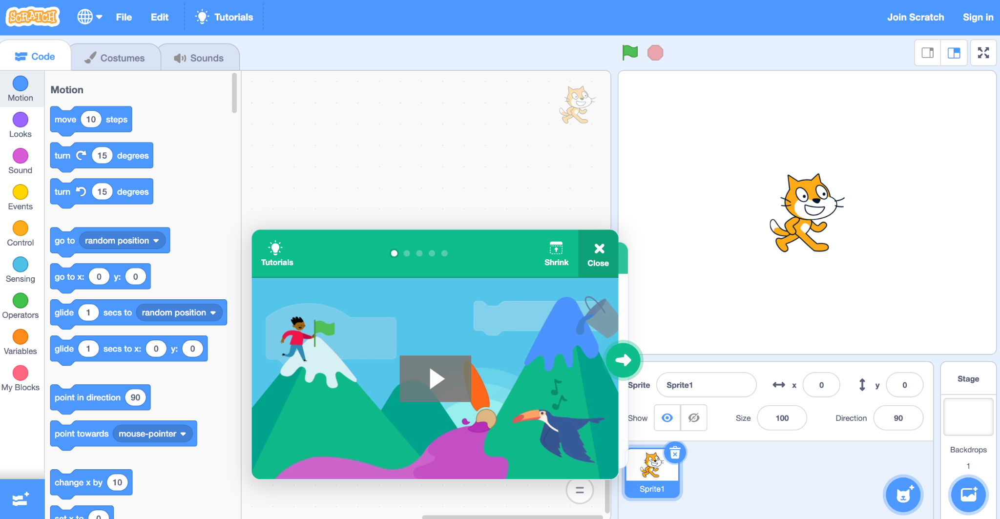 SCRATCH File Edit Tutorials Join Scratch Sign in
Code Costumes Sounds
Motion
Looks
Sound
Events
Control
Sensing
Operators
Variables
My Blocks
Motion
move 10 steps
turn 15 degrees
turn 15 degrees
go to random position
go to x: 0 y: 0
glide 1 secs to random position
glide 1 secs to x: 0 y: 0
point in direction 90
point towards mouse-pointer
change x by 10
set x to 0
Tutorials Shrink Close
Sprite Sprite1 x 0 y 0
Show Size 100 Direction 90
Sprite1
Stage
Backdrops
1